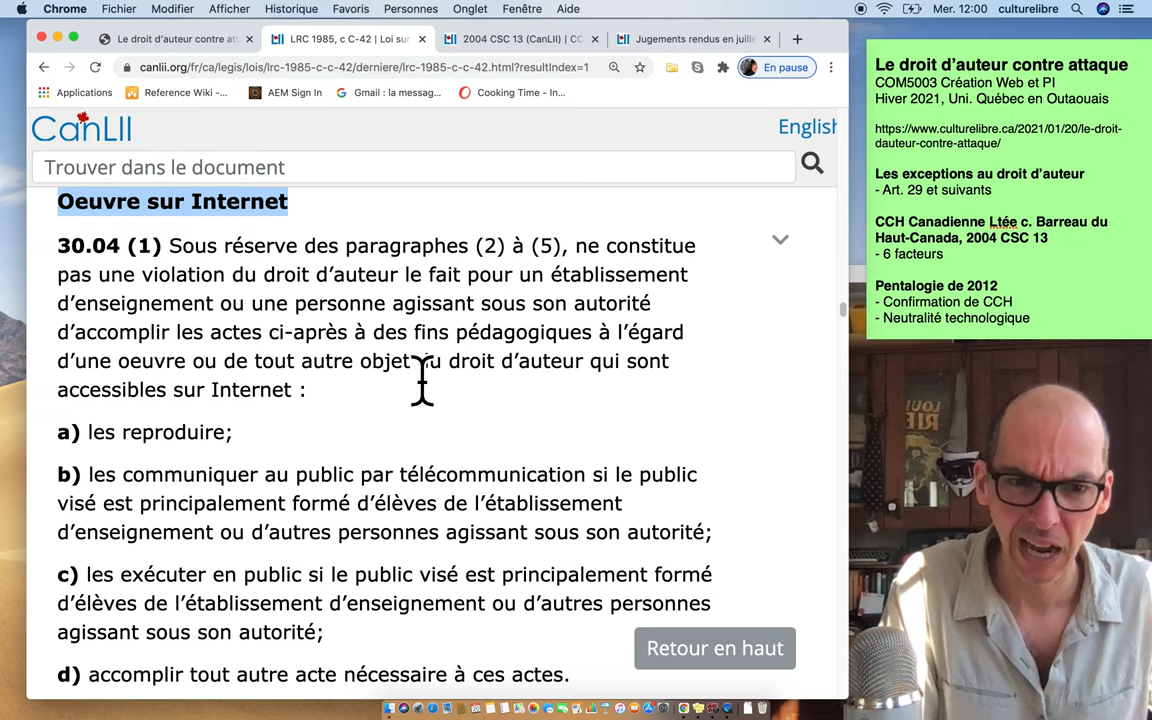 Chrome Fichier Modifier Afficher Historique Favoris Personnes Onglet Fenêtre Aide Mer. 12:00 culturelibre
Le droit d'auteur contre att
LRC 1985, c C-42 | Loi sur
2004 CSC 13 (CanLII) | CC
Jugements rendus en juille
canlii.org/fr/ca/legis/lois/lrc-1985-c-c-42/derniere/lrc-1985-c-c-42.html?resultIndex=1
En pause
Applications Reference Wiki -... AEM Sign In Gmail : la messag... Cooking Time - In...
CanLII
English
Trouver dans le document
Oeuvre sur Internet
30.04 (1) Sous réserve des paragraphes (2) à (5), ne constitue
pas une violation du droit d'auteur le fait pour un établissement
d'enseignement ou une personne agissant sous son autorité
d'accomplir les actes ci-après à des fins pédagogiques à l'égard
d'une oeuvre ou de tout autre objet du droit d'auteur qui sont
accessibles sur Internet :
a) les reproduire;
b) les communiquer au public par télécommunication si le public
visé est principalement formé d'élèves de l'établissement
d'enseignement ou d'autres personnes agissant sous son autorité;
c) les exécuter en public si le public visé est principalement formé
d'élèves de l'établissement d'enseignement ou d'autres personnes
agissant sous son autorité;
d) accomplir tout autre acte nécessaire à ces actes.
Retour en haut
Le droit d'auteur contre attaque
COM5003 Création Web et PI
Hiver 2021, Uni. Québec en Outaouais
https://www.culturelibre.ca/2021/01/20/le-droit-
dauteur-contre-attaque/
Les exceptions au droit d'auteur
- Art. 29 et suivants
CCH Canadienne Ltée c. Barreau du
Haut-Canada, 2004 CSC 13
- 6 facteurs
Pentalogie de 2012
- Confirmation de CCH
- Neutralité technologique